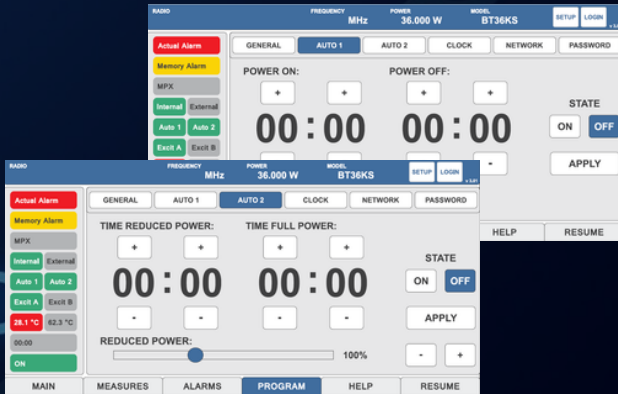 RADIO FREQUENCY MHz POWER 36.000 W MODEL BT36KS SETUP LOGIN
Actual Alarm GENERAL AUTO 1 AUTO 2 CLOCK NETWORK PASSWORD
Memory Alarm POWER ON: POWER OFF:
MPX + + + +
Internal External STATE
Auto 1 Auto 2 00:00 00:00 ON OFF
Excit A Excit B - APPLY
HELP RESUME
RADIO FREQUENCY MHz POWER 36.000 W MODEL BT36KS SETUP LOGIN
Actual Alarm GENERAL AUTO 1 AUTO 2 CLOCK NETWORK PASSWORD
Memory Alarm TIME REDUCED POWER: TIME FULL POWER:
MPX + + + +
Internal External STATE
Auto 1 Auto 2 00:00 00:00 ON OFF
Excit A Excit B
28.1 °C 62.3 °C - - - - APPLY
00:00 REDUCED POWER:
100% - +
ON
MAIN MEASURES ALARMS PROGRAM HELP RESUME